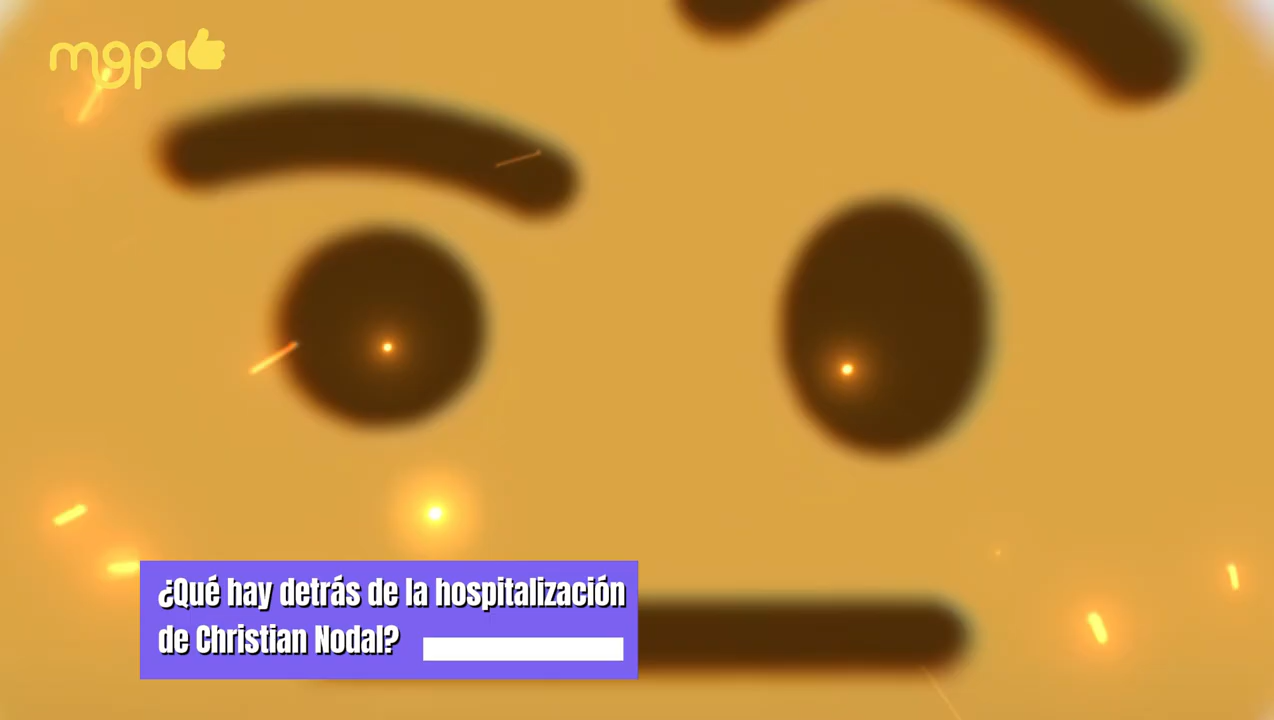 mgp
¿Qué hay detrás de la hospitalización
de Christian Nodal?